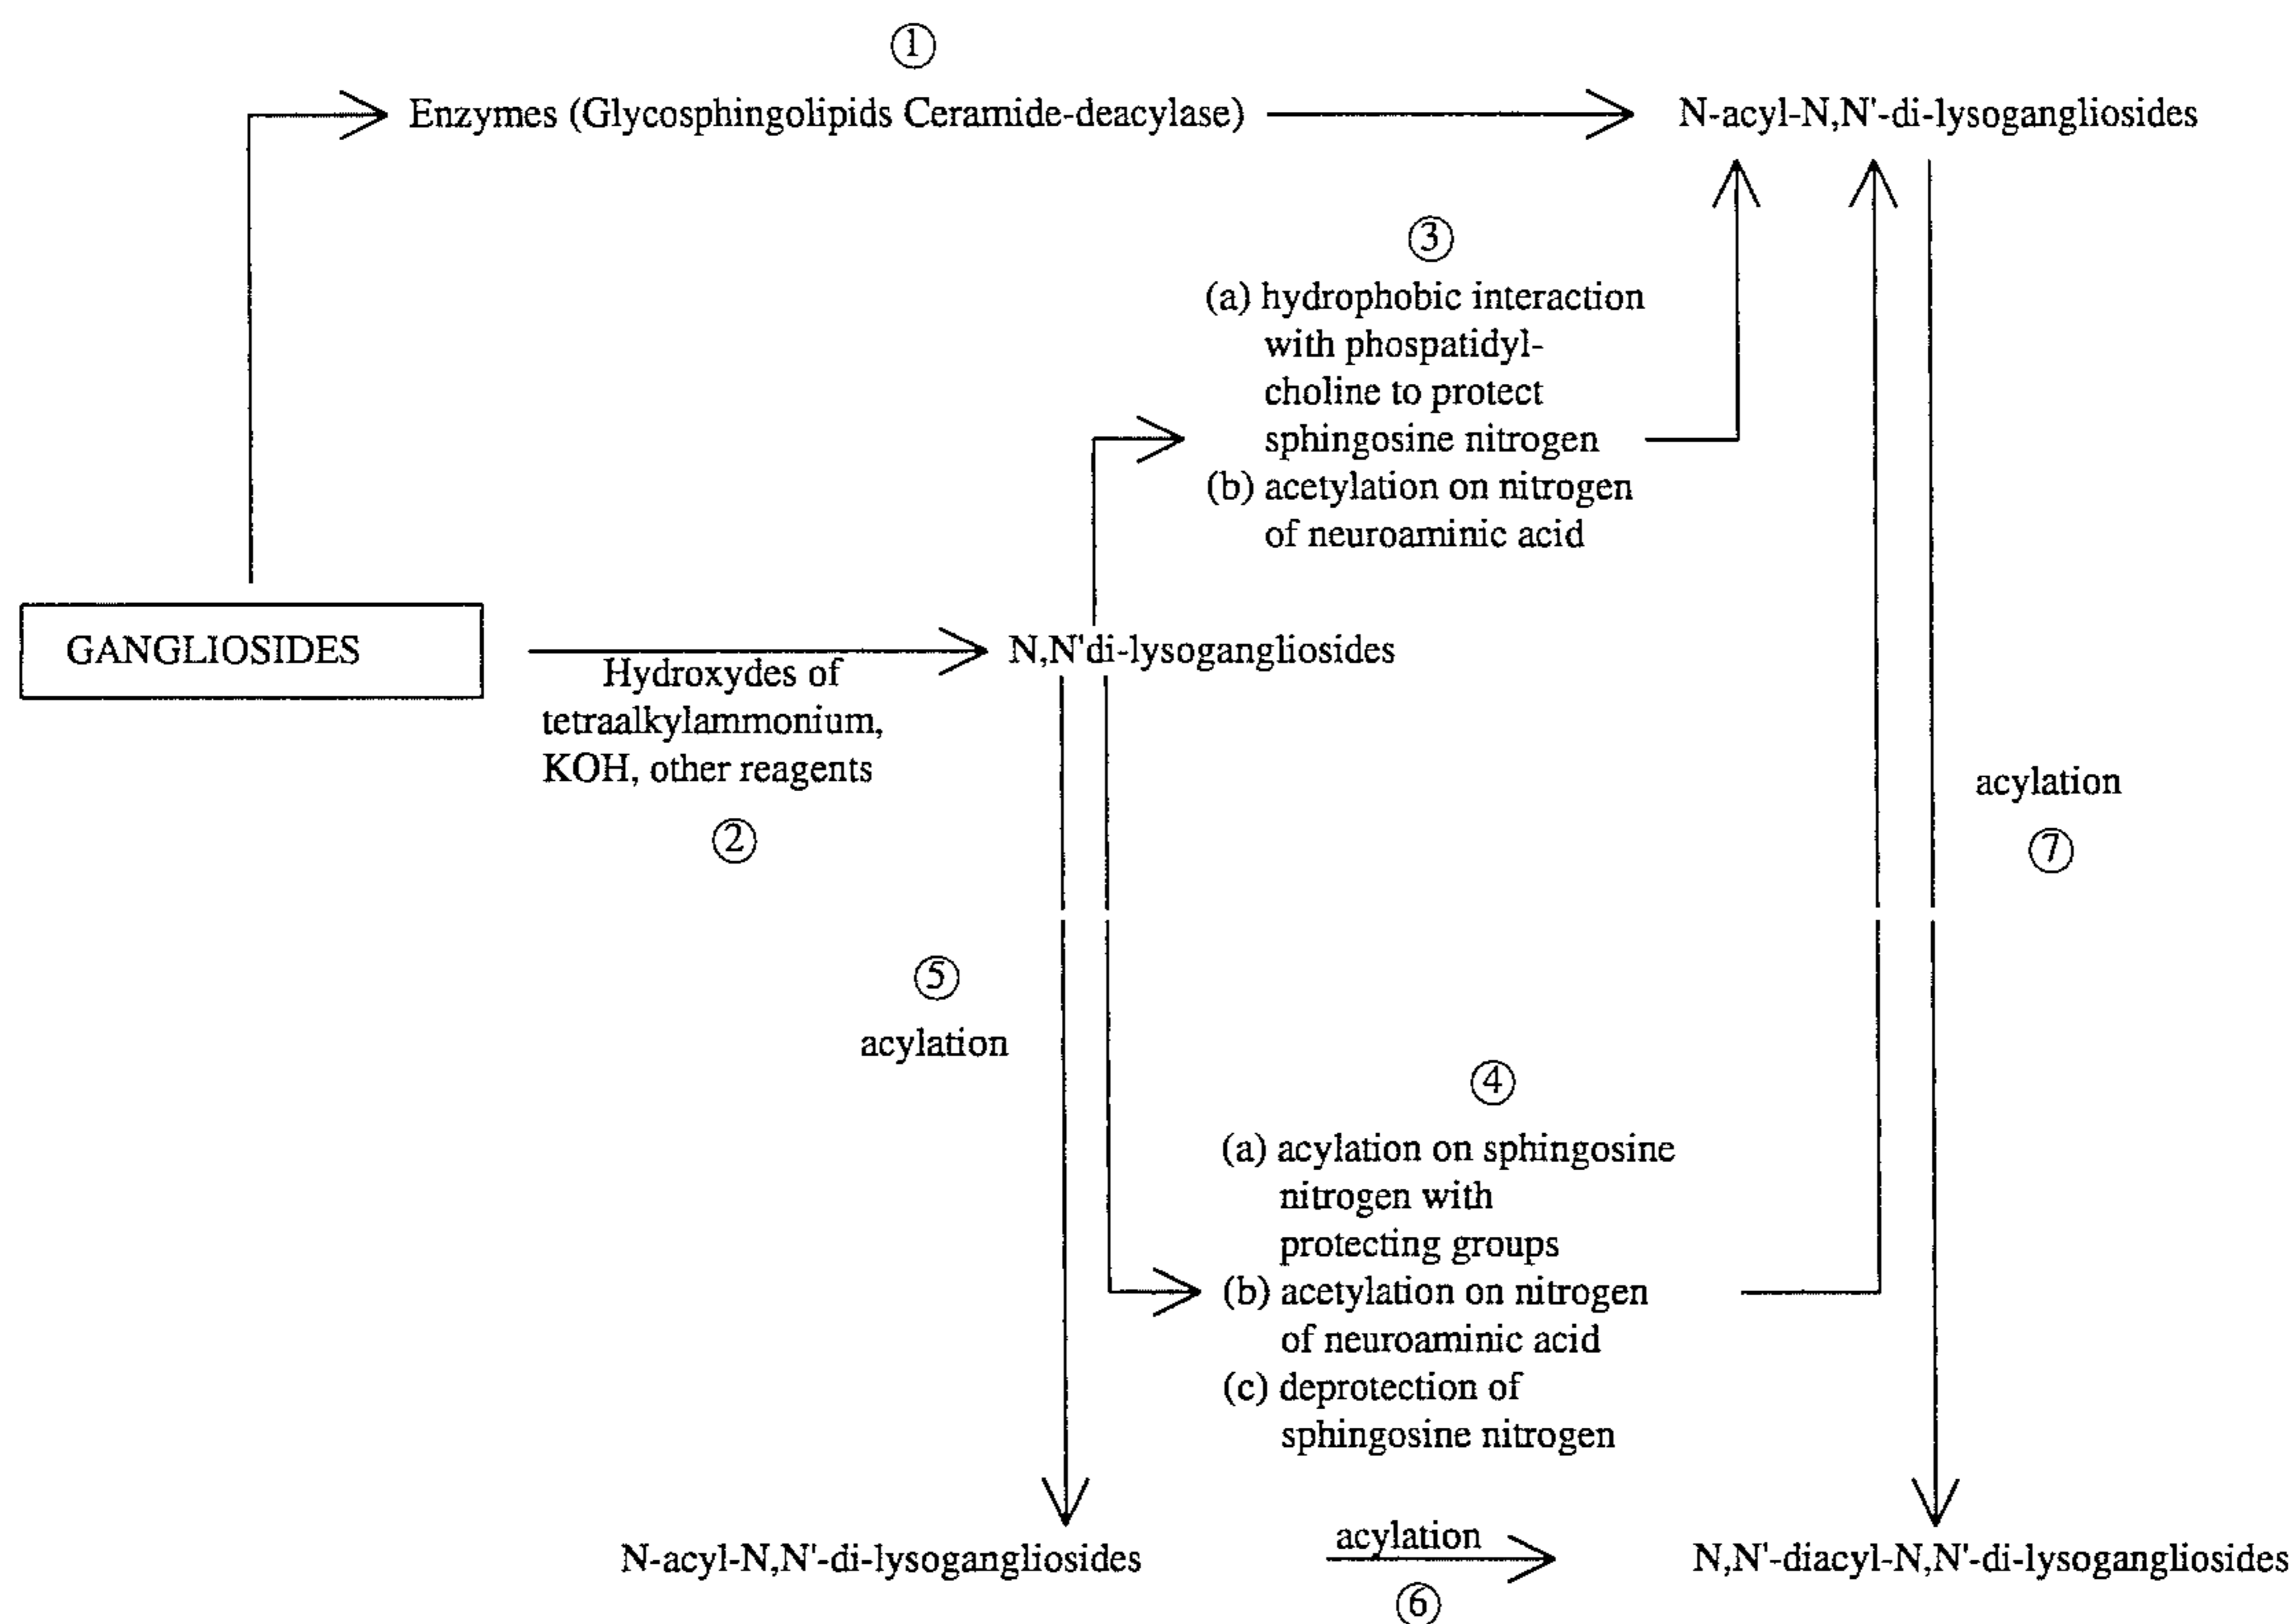 ①
Enzymes (Glycosphingolipids Ceramide-deacylase)
N-acyl-N,N'-di-lysogangliosides
③
(a) hydrophobic interaction
with phospatidyl-
choline to protect
sphingosine nitrogen
(b) acetylation on nitrogen
of neuroaminic acid
GANGLIOSIDES
N,N'di-lysogangliosides
Hydroxydes of
tetraalkylammonium,
KOH, other reagents
②
acylation
⑦
⑤
acylation
④
(a) acylation on sphingosine
nitrogen with
protecting groups
(b) acetylation on nitrogen
of neuroaminic acid
(c) deprotection of
sphingosine nitrogen
N-acyl-N,N'-di-lysogangliosides
acylation
⑥
N,N'-diacyl-N,N'-di-lysogangliosides